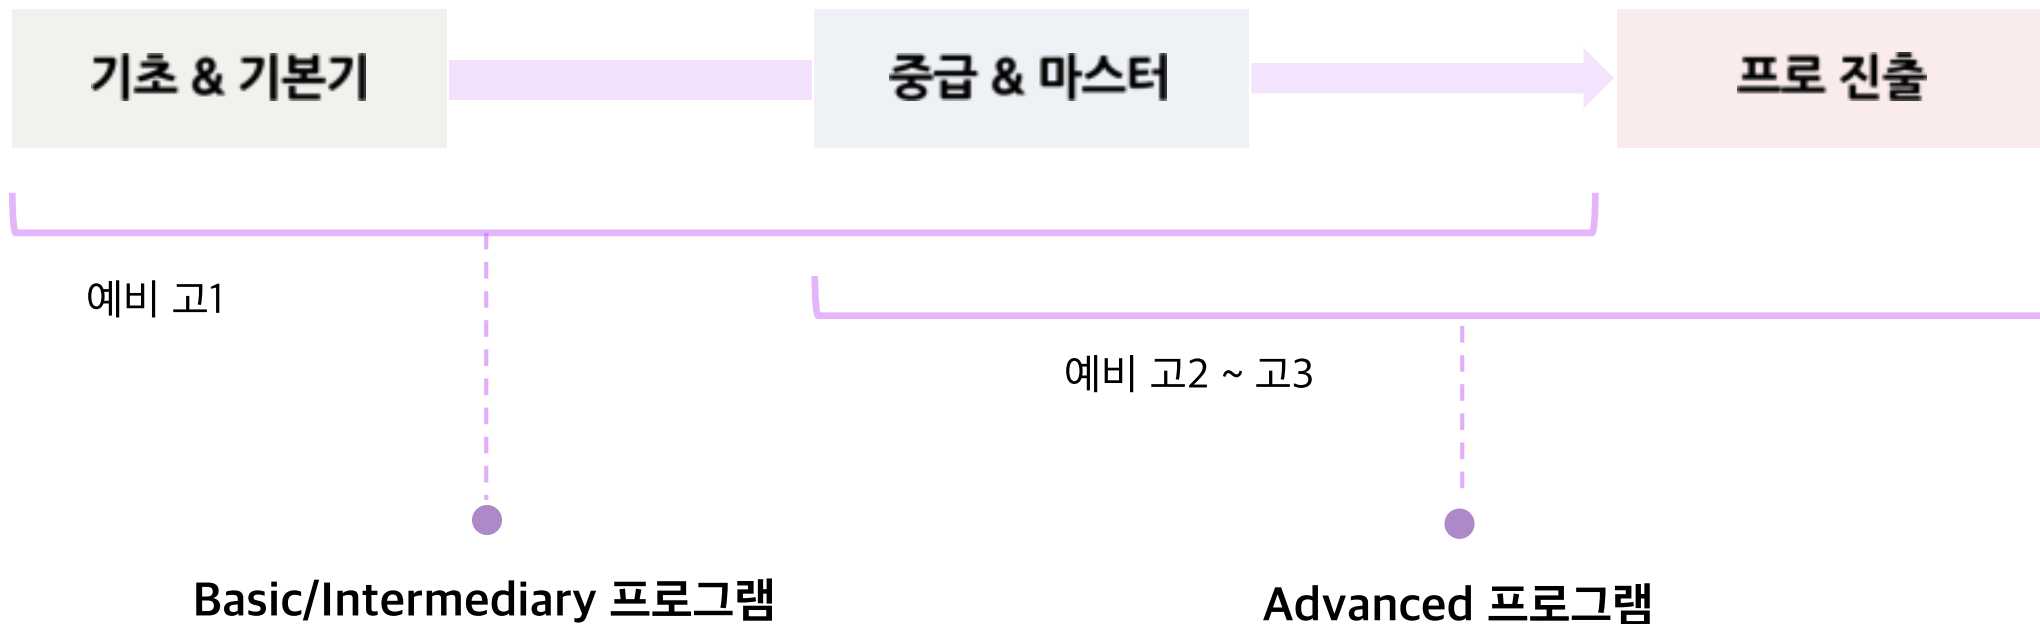 기초 & 기본기
중급 & 마스터
프로 진출
예비 고1
예비 고2 ~ 고3
Basic/Intermediary 프로그램
Advanced 프로그램